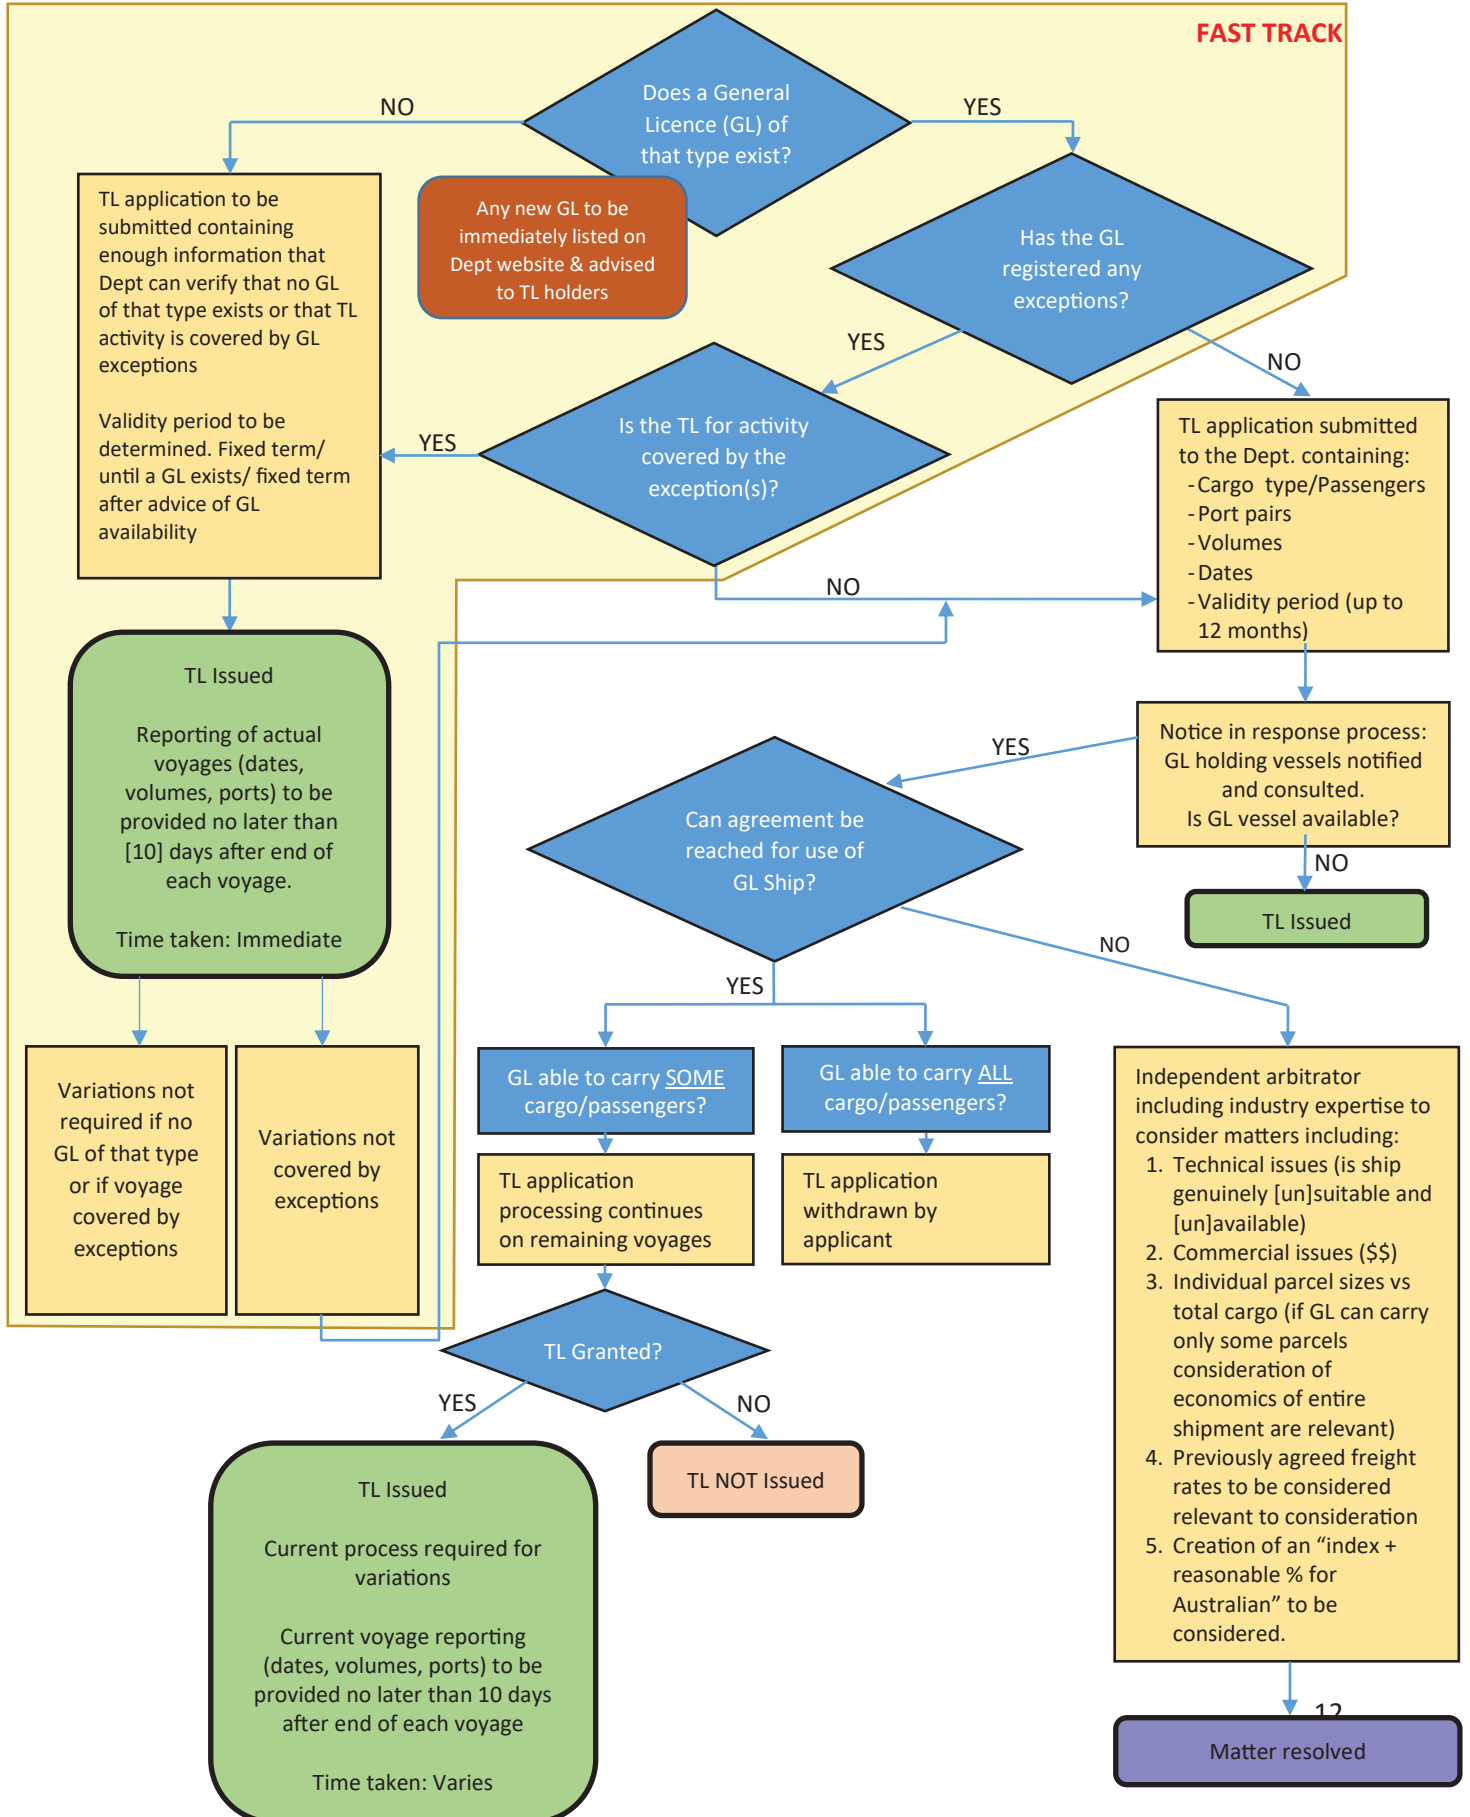 FAST TRACK
Does a General
Licence (GL) of
that type exist?
NO
YES
Any new GL to be
immediately listed on
Dept website & advised
to TL holders
TL application to be
submitted containing
enough information that
Dept can verify that no GL
of that type exists or that TL
activity is covered by GL
exceptions
Validity period to be
determined. Fixed term/
until a GL exists/ fixed term
after advice of GL
availability
Has the GL
registered any
exceptions?
YES
NO
Is the TL for activity
covered by the
exception(s)?
YES
NO
TL application submitted
to the Dept. containing:
- Cargo type/Passengers
- Port pairs
- Volumes
- Dates
- Validity period (up to
12 months)
TL Issued
Reporting of actual
voyages (dates,
volumes, ports) to be
provided no later than
[10] days after end of
each voyage.
Time taken: Immediate
Notice in response process:
GL holding vessels notified
and consulted.
Is GL vessel available?
YES
NO
TL Issued
Can agreement be
reached for use of
GL Ship?
NO
YES
Variations not
required if no
GL of that type
or if voyage
covered by
exceptions
Variations not
covered by
exceptions
GL able to carry SOME
cargo/passengers?
GL able to carry ALL
cargo/passengers?
TL application
processing continues
on remaining voyages
TL application
withdrawn by
applicant
Independent arbitrator
including industry expertise to
consider matters including:
1. Technical issues (is ship
genuinely [un]suitable and
[un]available)
2. Commercial issues ($$)
3. Individual parcel sizes vs
total cargo (if GL can carry
only some parcels
consideration of
economics of entire
shipment are relevant)
4. Previously agreed freight
rates to be considered
relevant to consideration
5. Creation of an “index +
reasonable % for
Australian” to be
considered.
TL Granted?
YES
NO
TL NOT Issued
TL Issued
Current process required for
variations
Current voyage reporting
(dates, volumes, ports) to be
provided no later than 10 days
after end of each voyage
Time taken: Varies
12
Matter resolved